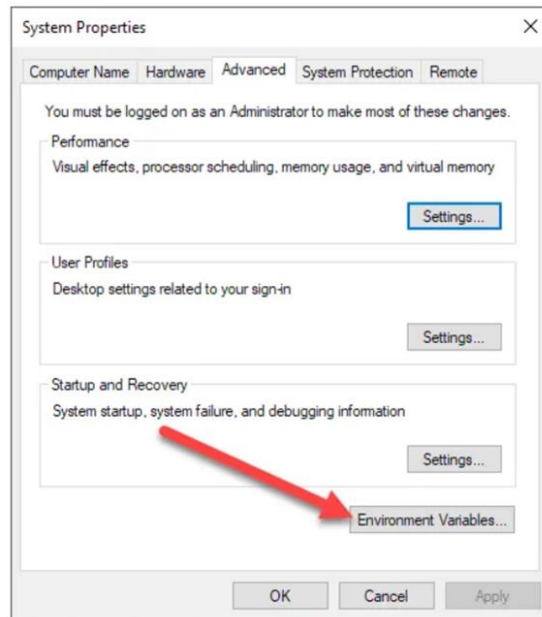 System Properties
Computer Name Hardware Advanced System Protection Remote
You must be logged on as an Administrator to make most of these changes.
Performance
Visual effects, processor scheduling, memory usage, and virtual memory
Settings...
User Profiles
Desktop settings related to your sign-in
Settings...
Startup and Recovery
System startup, system failure, and debugging information
Settings...
Environment Variables...
OK Cancel Apply